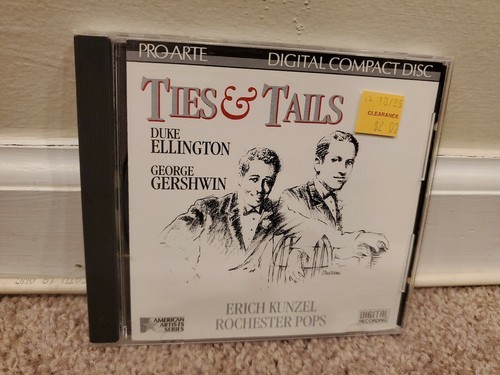 PRO ARTE DIGITAL COMPACT DISC
TIES & TAILS
CLEARANCE
DUKE
ELLINGTON
GEORGE
GERSHWIN
ERICH KUNZEL
ROCHESTER POPS
AMERICAN
ARTISTS
SERIES
DIGITAL
RECORDING